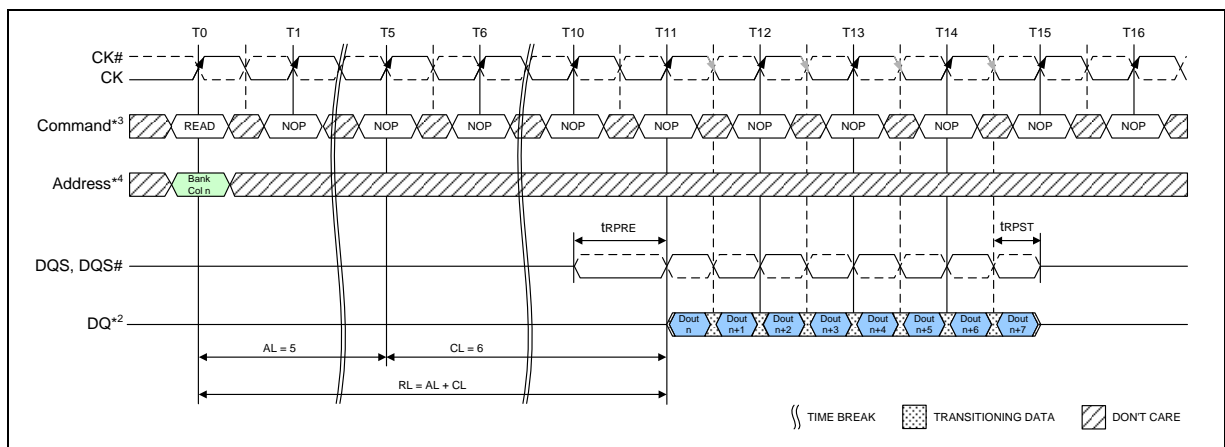 T0 T1 T5 T6 T10 T11 T12 T13 T14 T15 T16
CK#
CK
Command*3 READ NOP NOP NOP NOP NOP NOP NOP NOP NOP NOP
Address*4 Bank
Col n
tRPRE tRPST
DQS, DQS#
DQ*2 Dout n Dout n+1 Dout n+2 Dout n+3 Dout n+4 Dout n+5 Dout n+6 Dout n+7
AL = 5 CL = 6
RL = AL + CL
TIME BREAK TRANSITIONING DATA DON'T CARE